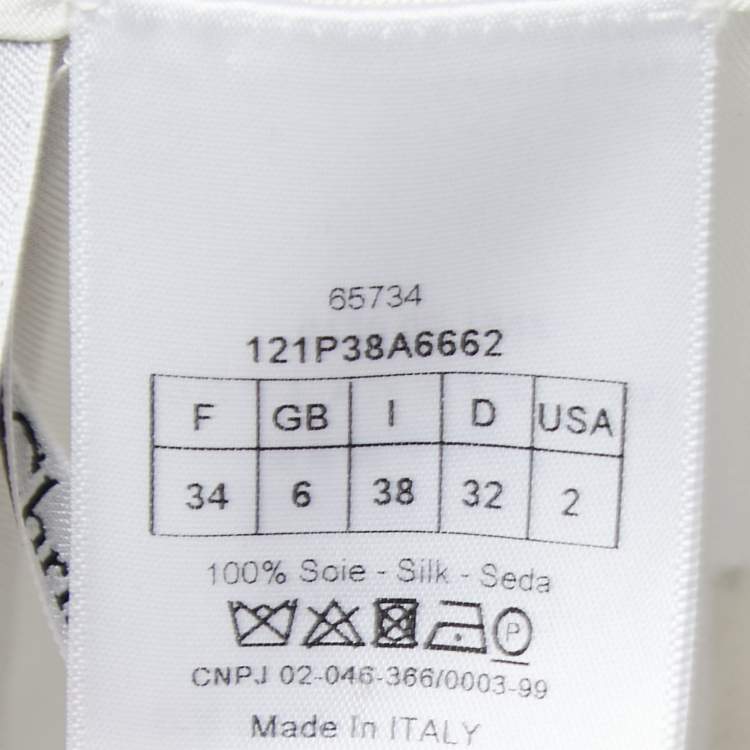 65734
121P38A6662
F GB I D USA
34 6 38 32 2
100% Soie - Silk - Seda
P
CNPJ 02-046-366/0003-99
Made In ITALY
Chri